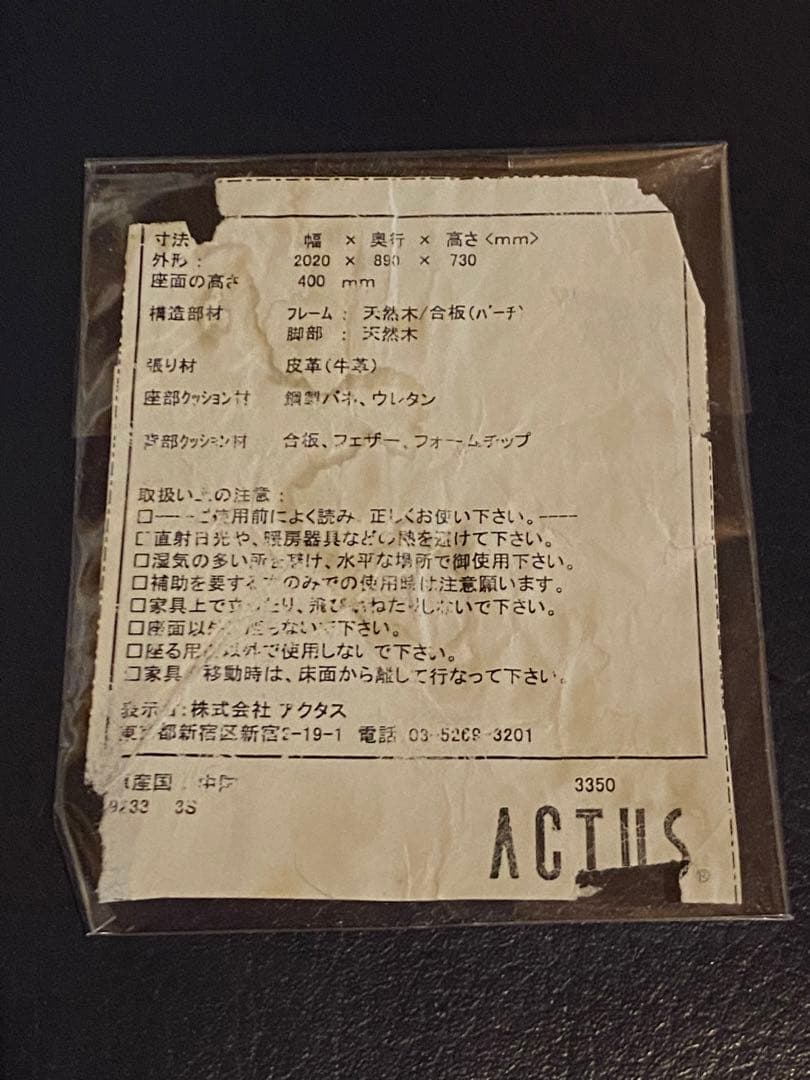 寸法 幅 × 奥行 × 高さ<mm>
外形: 2020 × 890 × 730
座面の高さ 400 mm
構造部材 ﾌﾚｰﾑ: 天然木/合板(ﾊﾞｰﾁ)
脚部: 天然木
張り材 皮革(牛革)
座部ｸｯｼｮﾝ材 鋼製バネ、ウレタン
背部ｸｯｼｮﾝ材 合板、フェザー、フォームチップ
取扱い上の注意:
□----ご使用前によく読み、正しくお使い下さい。----
□直射日光や、暖房器具などの熱を避けて下さい。
□湿気の多い所を避け、水平な場所で御使用下さい。
□補助を要する方のみでの使用時は注意願います。
□家具上で立ったり、飛びはねたりしないで下さい。
□座面以外 座らないで下さい。
□座る用途以外で使用しないで下さい。
□家具 移動時は、床面から離して行なって下さい。
表示者:株式会社 アクタス
東京都新宿区新宿2-19-1 電話 03-5269-3201
産国 中国
3350
3S
ACTUS®